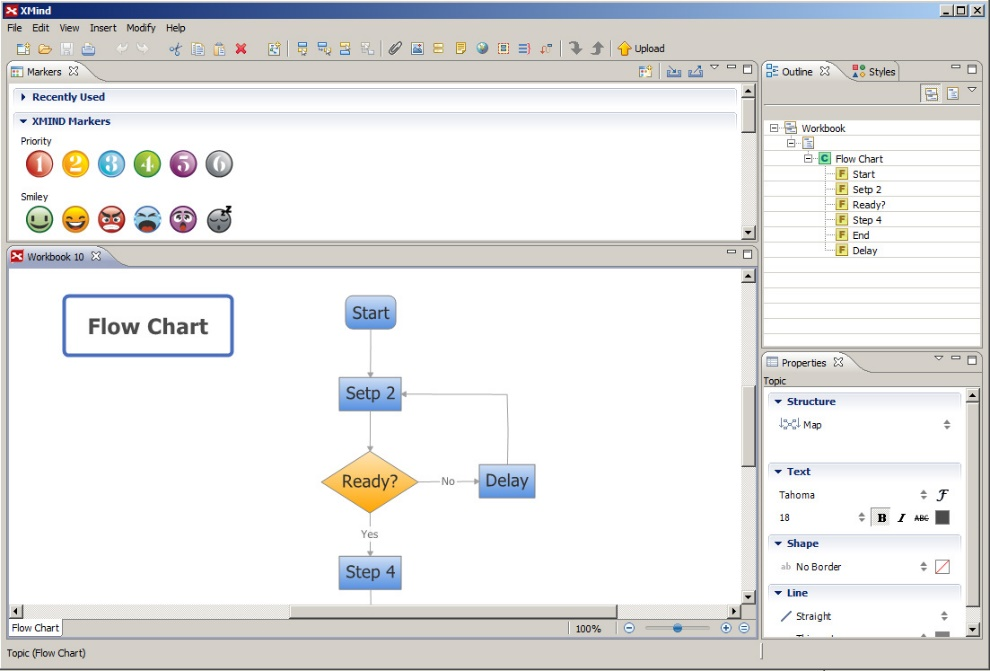 XMind
File Edit View Insert Modify Help
Upload
Markers
Recently Used
XMIND Markers
Priority
1 2 3 4 5 6
Smiley
Workbook 10
Flow Chart
Start
Setp 2
Ready?
No
Delay
Yes
Step 4
Flow Chart
100%
Topic (Flow Chart)
Outline Styles
Workbook
C Flow Chart
F Start
F Setp 2
F Ready?
F Step 4
F End
F Delay
Properties
Topic
Structure
Map
Text
Tahoma F
18 B I ABC
Shape
ab No Border
Line
Straight